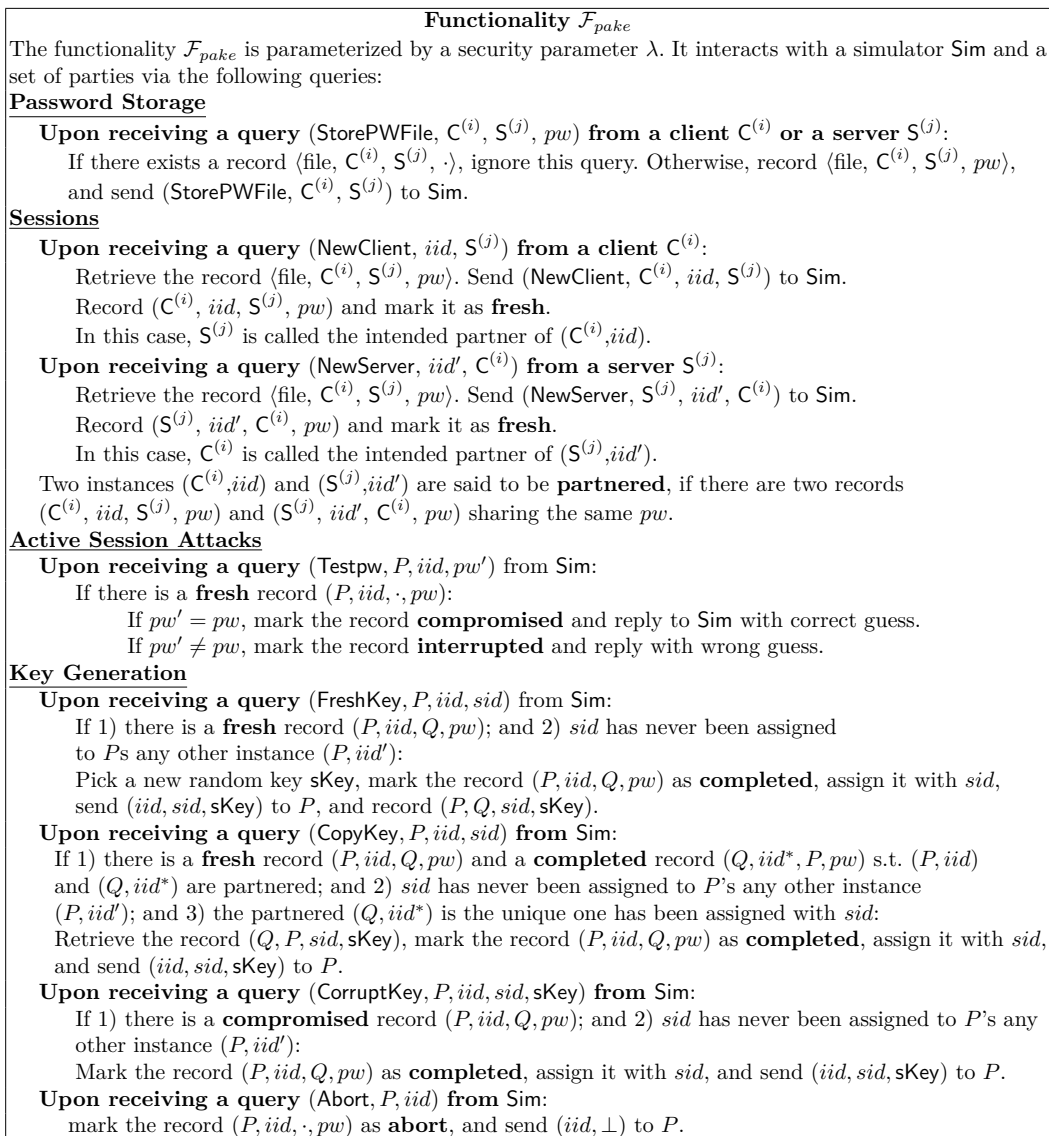 Functionality 𝓕pake
The functionality 𝓕pake is parameterized by a security parameter λ. It interacts with a simulator Sim and a
set of parties via the following queries:
Password Storage
Upon receiving a query (StorePWFile, C^(i), S^(j), pw) from a client C^(i) or a server S^(j):
If there exists a record ⟨file, C^(i), S^(j), ·⟩, ignore this query. Otherwise, record ⟨file, C^(i), S^(j), pw⟩,
and send (StorePWFile, C^(i), S^(j)) to Sim.
Sessions
Upon receiving a query (NewClient, iid, S^(j)) from a client C^(i):
Retrieve the record ⟨file, C^(i), S^(j), pw⟩. Send (NewClient, C^(i), iid, S^(j)) to Sim.
Record (C^(i), iid, S^(j), pw) and mark it as fresh.
In this case, S^(j) is called the intended partner of (C^(i),iid).
Upon receiving a query (NewServer, iid′, C^(i)) from a server S^(j):
Retrieve the record ⟨file, C^(i), S^(j), pw⟩. Send (NewServer, S^(j), iid′, C^(i)) to Sim.
Record (S^(j), iid′, C^(i), pw) and mark it as fresh.
In this case, C^(i) is called the intended partner of (S^(j),iid′).
Two instances (C^(i),iid) and (S^(j),iid′) are said to be partnered, if there are two records
(C^(i), iid, S^(j), pw) and (S^(j), iid′, C^(i), pw) sharing the same pw.
Active Session Attacks
Upon receiving a query (Testpw, P, iid, pw′) from Sim:
If there is a fresh record (P, iid, ·, pw):
If pw′ = pw, mark the record compromised and reply to Sim with correct guess.
If pw′ ≠ pw, mark the record interrupted and reply with wrong guess.
Key Generation
Upon receiving a query (FreshKey, P, iid, sid) from Sim:
If 1) there is a fresh record (P, iid, Q, pw); and 2) sid has never been assigned
to Ps any other instance (P, iid′):
Pick a new random key sKey, mark the record (P, iid, Q, pw) as completed, assign it with sid,
send (iid, sid, sKey) to P, and record (P, Q, sid, sKey).
Upon receiving a query (CopyKey, P, iid, sid) from Sim:
If 1) there is a fresh record (P, iid, Q, pw) and a completed record (Q, iid*, P, pw) s.t. (P, iid)
and (Q, iid*) are partnered; and 2) sid has never been assigned to P's any other instance
(P, iid′); and 3) the partnered (Q, iid*) is the unique one has been assigned with sid:
Retrieve the record (Q, P, sid, sKey), mark the record (P, iid, Q, pw) as completed, assign it with sid,
and send (iid, sid, sKey) to P.
Upon receiving a query (CorruptKey, P, iid, sid, sKey) from Sim:
If 1) there is a compromised record (P, iid, Q, pw); and 2) sid has never been assigned to P's any
other instance (P, iid′):
Mark the record (P, iid, Q, pw) as completed, assign it with sid, and send (iid, sid, sKey) to P.
Upon receiving a query (Abort, P, iid) from Sim:
mark the record (P, iid, ·, pw) as abort, and send (iid, ⊥) to P.